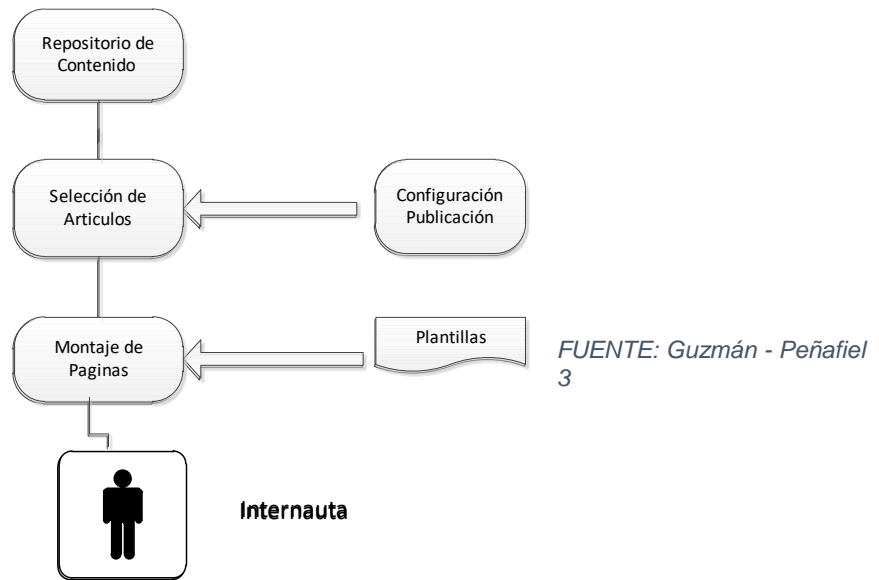 Repositorio de
Contenido
Selección de
Articulos
Configuración
Publicación
Montaje de
Paginas
Plantillas
FUENTE: Guzmán - Peñafiel
3
Internauta